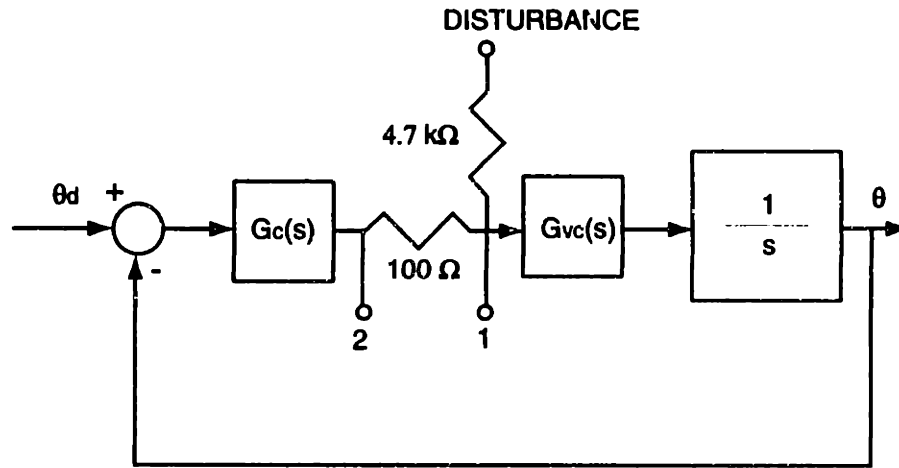 DISTURBANCE
4.7 kΩ
θd
+
-
Gc(s)
100 Ω
Gvc(s)
1
s
θ
2
1